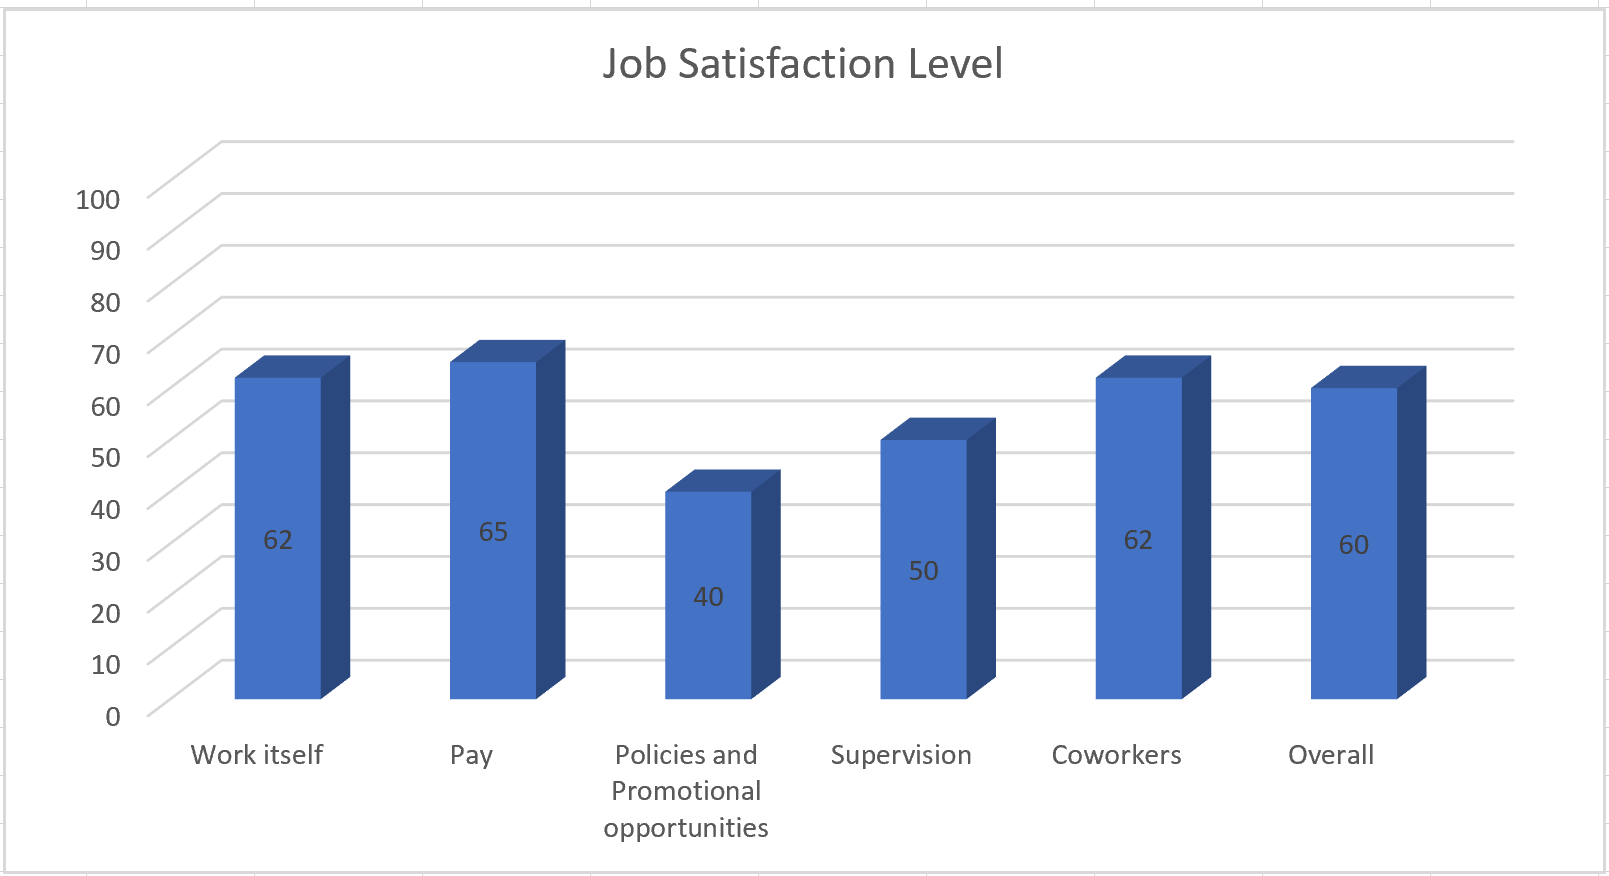 Job Satisfaction Level
100
90
80
70
60
50
40
30
20
10
0
62
65
40
50
62
60
Work itself
Pay
Policies and
Promotional
opportunities
Supervision
Coworkers
Overall